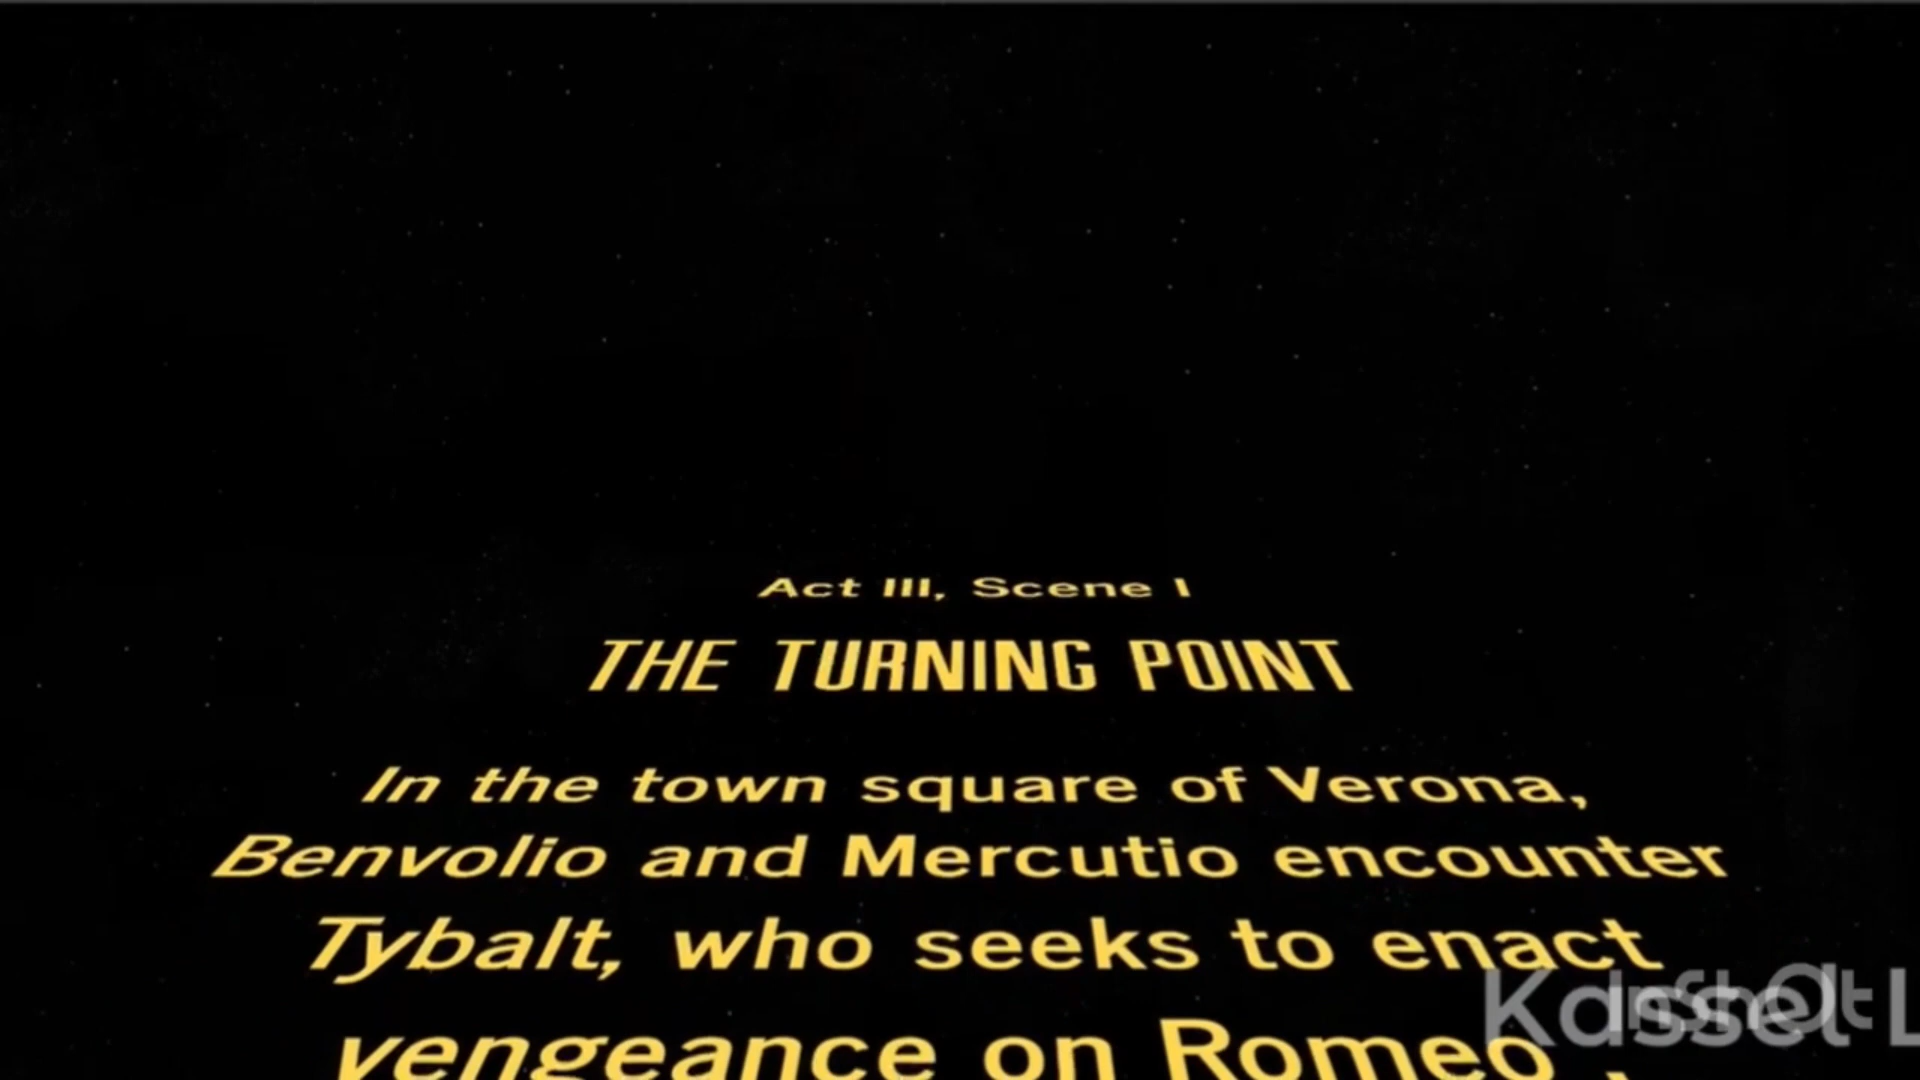 Act III, Scene I
THE TURNING POINT
In the town square of Verona,
Benvolio and Mercutio encounter
Tybalt, who seeks to enact
vengeance on Romeo
InShOt